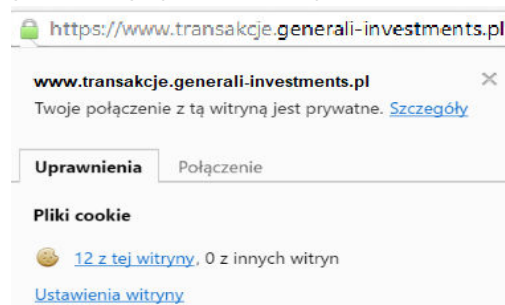 https://www.transakcje.generali-investments.pl
www.transakcje.generali-investments.pl
Twoje połączenie z tą witryną jest prywatne. Szczegóły
Uprawnienia Połączenie
Pliki cookie
12 z tej witryny, 0 z innych witryn
Ustawienia witryny